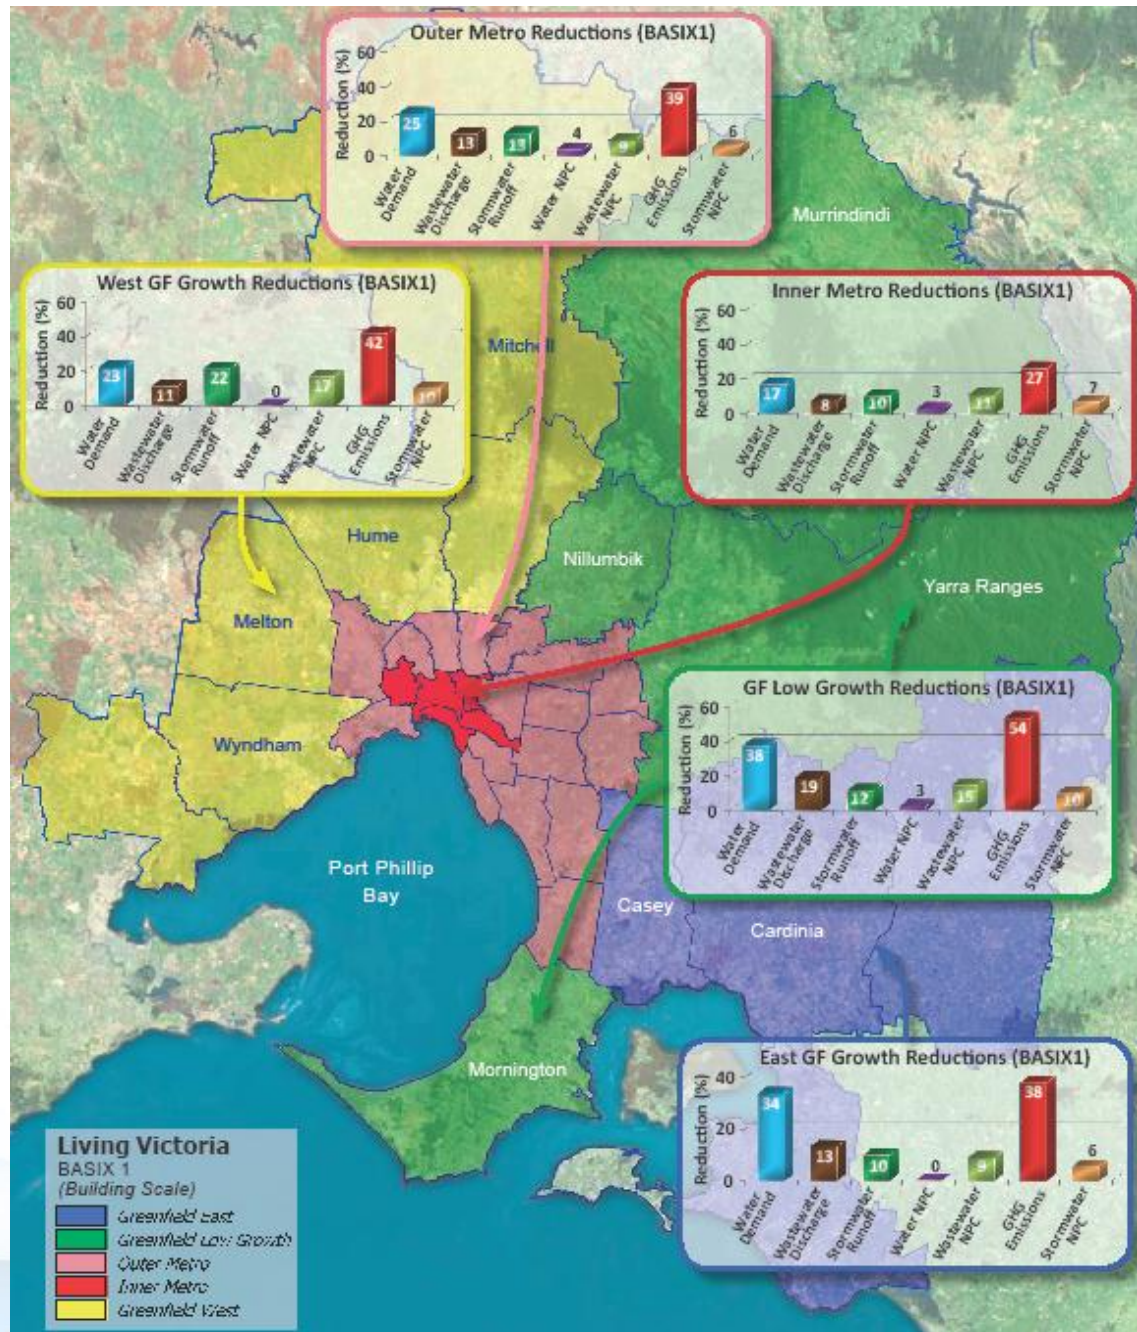 Outer Metro Reductions (BASIX1)
Reduction (%)
60
40
20
0
25
13
13
4
9
39
6
Water
Demand
Wastewater
Discharge
Stormwater
Runoff
Water NPC
Wastewater
NPC
GHG
Emissions
Stormwater
NPC
Murrindindi
West GF Growth Reductions (BASIX1)
Reduction (%)
60
40
20
0
23
11
22
0
17
42
10
Water
Demand
Wastewater
Discharge
Stormwater
Runoff
Water NPC
Wastewater
NPC
GHG
Emissions
Stormwater
NPC
Mitchell
Inner Metro Reductions (BASIX1)
Reduction (%)
60
40
20
0
17
8
10
3
11
27
7
Water
Demand
Wastewater
Discharge
Stormwater
Runoff
Water NPC
Wastewater
NPC
GHG
Emissions
Stormwater
NPC
Hume
Nillumbik
Yarra Ranges
Melton
Wyndham
GF Low Growth Reductions (BASIX1)
Reduction (%)
60
40
20
0
38
19
12
3
15
54
10
Water
Demand
Wastewater
Discharge
Stormwater
Runoff
Water NPC
Wastewater
NPC
GHG
Emissions
Stormwater
NPC
Port Phillip
Bay
Casey
Cardinia
Mornington
East GF Growth Reductions (BASIX1)
Reduction (%)
40
20
0
34
13
10
0
9
38
6
Water
Demand
Wastewater
Discharge
Stormwater
Runoff
Water NPC
Wastewater
NPC
GHG
Emissions
Stormwater
NPC
Living Victoria
BASIX 1
(Building Scale)
Greenfield East
Greenfield Low Growth
Outer Metro
Inner Metro
Greenfield West